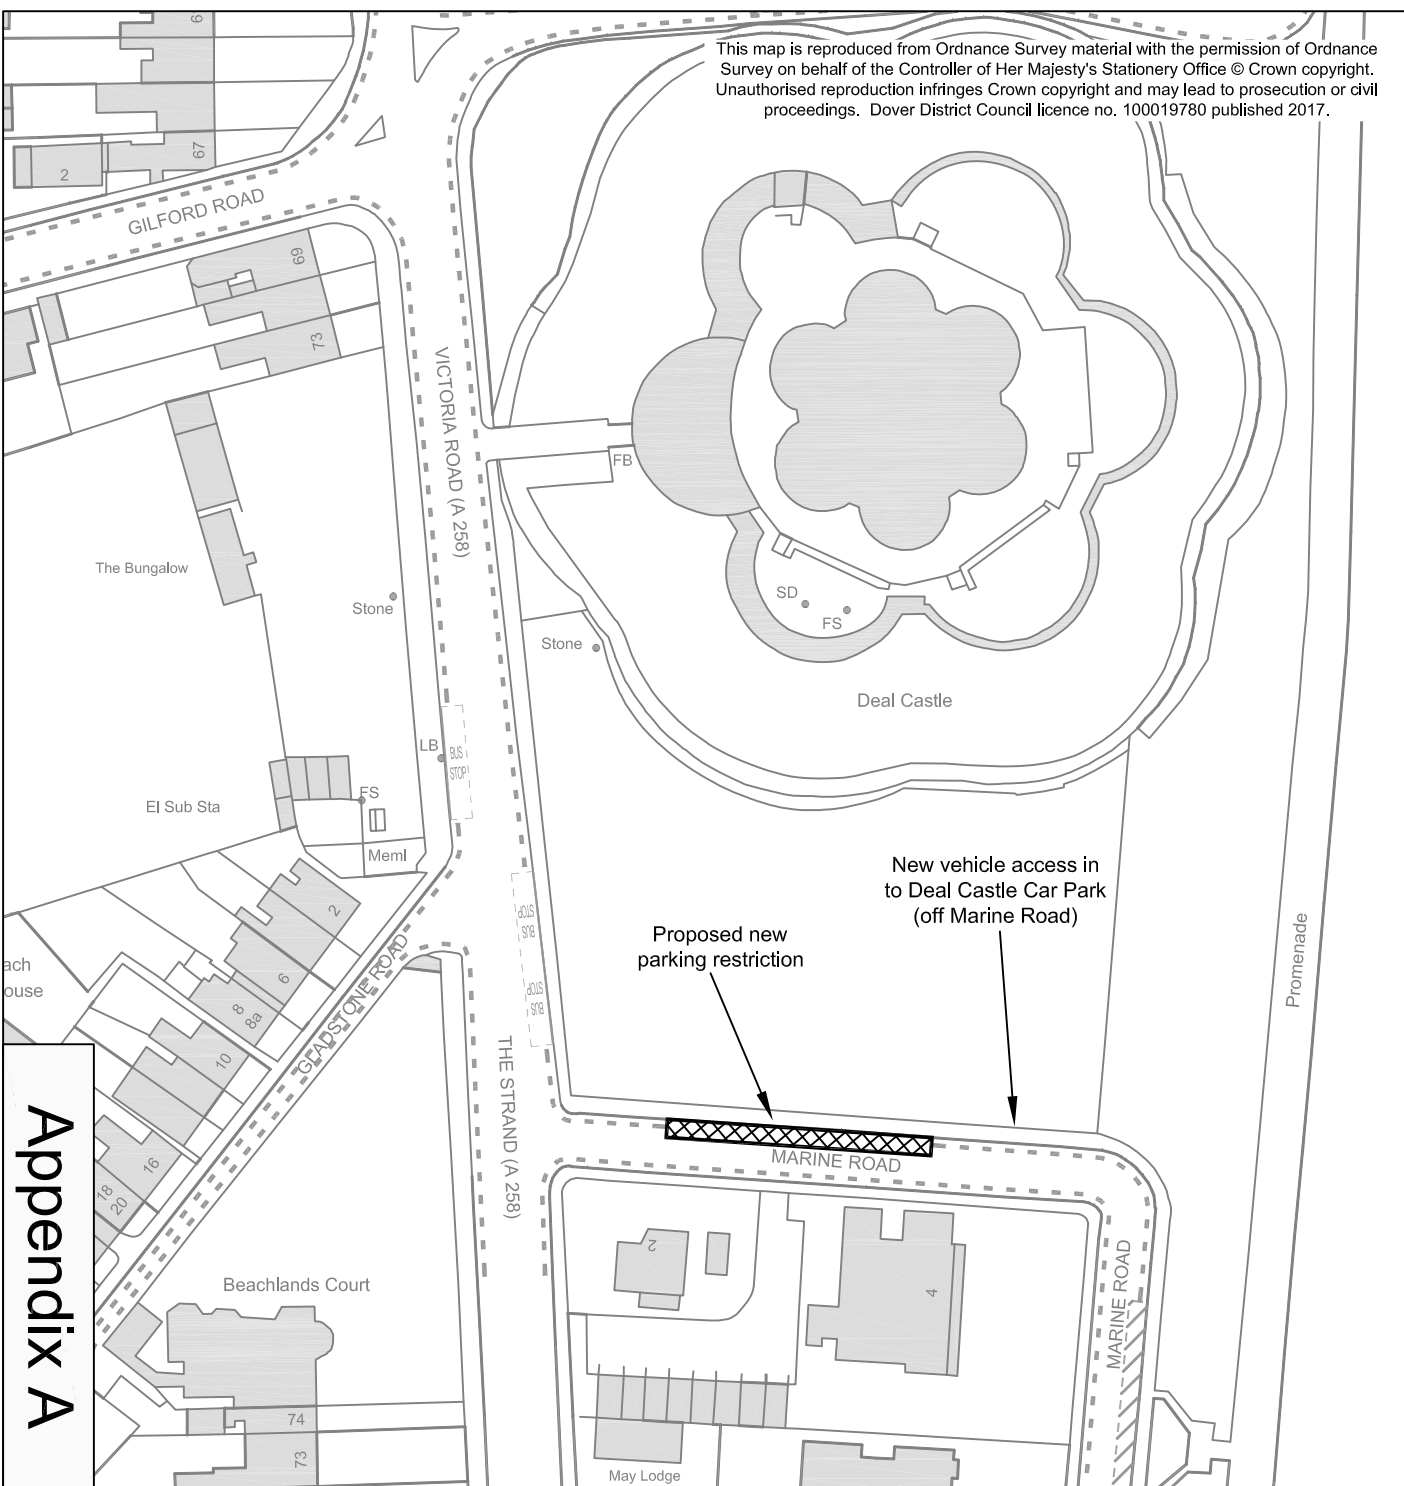 This map is reproduced from Ordnance Survey material with the permission of Ordnance
Survey on behalf of the Controller of Her Majesty's Stationery Office © Crown copyright.
Unauthorised reproduction infringes Crown copyright and may lead to prosecution or civil
proceedings. Dover District Council licence no. 100019780 published 2017.
67
2
GILFORD ROAD
69
73
VICTORIA ROAD (A 258)
FB
The Bungalow
Stone
SD
FS
Stone
Deal Castle
LB
BUS
STOP
FS
El Sub Sta
Meml
New vehicle access in
to Deal Castle Car Park
(off Marine Road)
2
BUS
STOP
Proposed new
parking restriction
Promenade
GLADSTONE ROAD
ach
ouse
6
8
8a
BUS
STOP
10
THE STRAND (A 258)
MARINE ROAD
16
18
20
2
4
MARINE ROAD
Beachlands Court
Appendix A
74
73
May Lodge